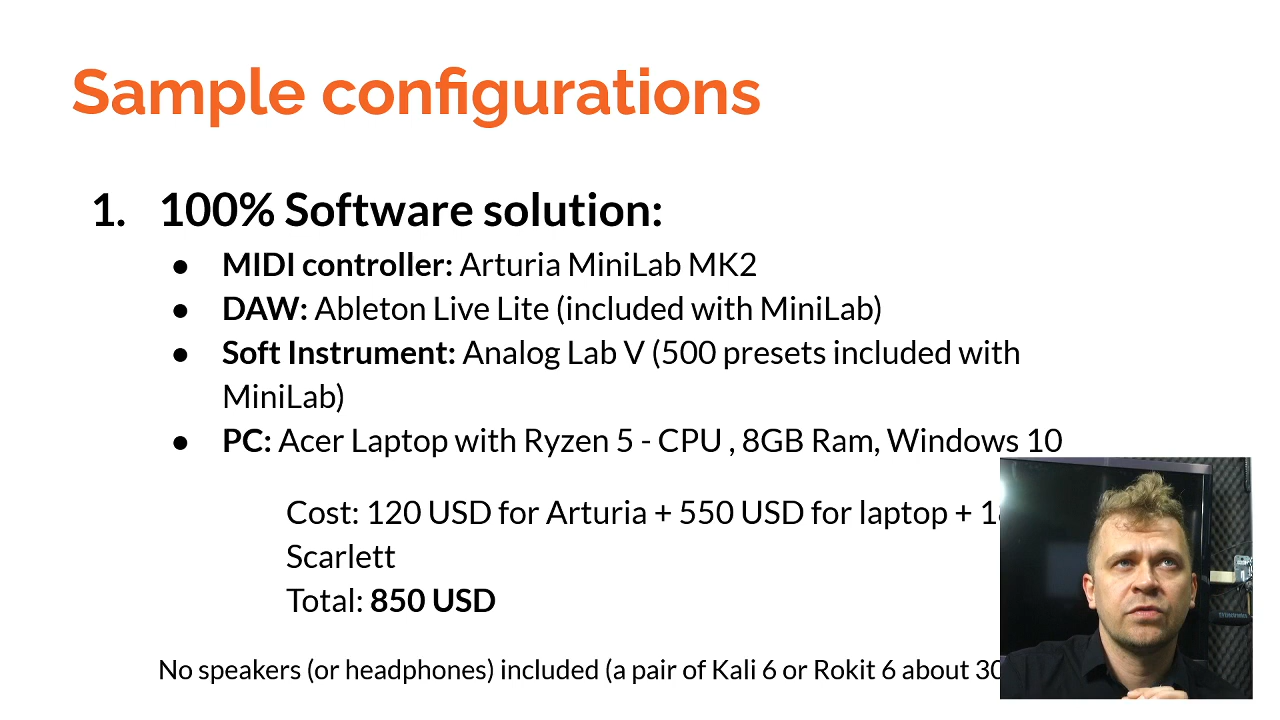 Sample configurations
1. 100% Software solution:
● MIDI controller: Arturia MiniLab MK2
● DAW: Ableton Live Lite (included with MiniLab)
● Soft Instrument: Analog Lab V (500 presets included with
MiniLab)
● PC: Acer Laptop with Ryzen 5 - CPU , 8GB Ram, Windows 10
Cost: 120 USD for Arturia + 550 USD for laptop +
Scarlett
Total: 850 USD
No speakers (or headphones) included (a pair of Kali 6 or Rokit 6 about